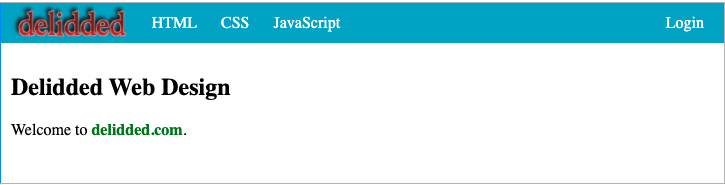 delidded HTML CSS JavaScript Login
Delidded Web Design
Welcome to delidded.com.